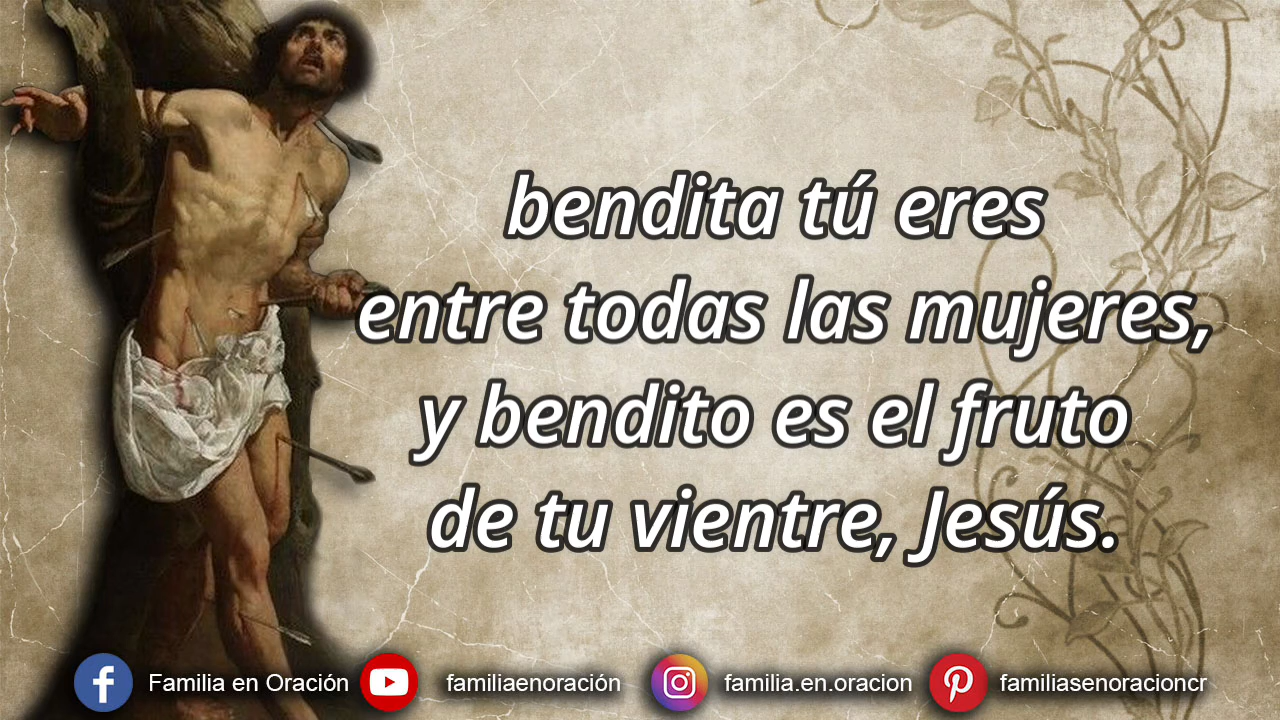 bendita tú eres
entre todas las mujeres,
y bendito es el fruto
de tu vientre, Jesús.
Familia en Oración familiaenoración familia.en.oracion familiasenoracioncr